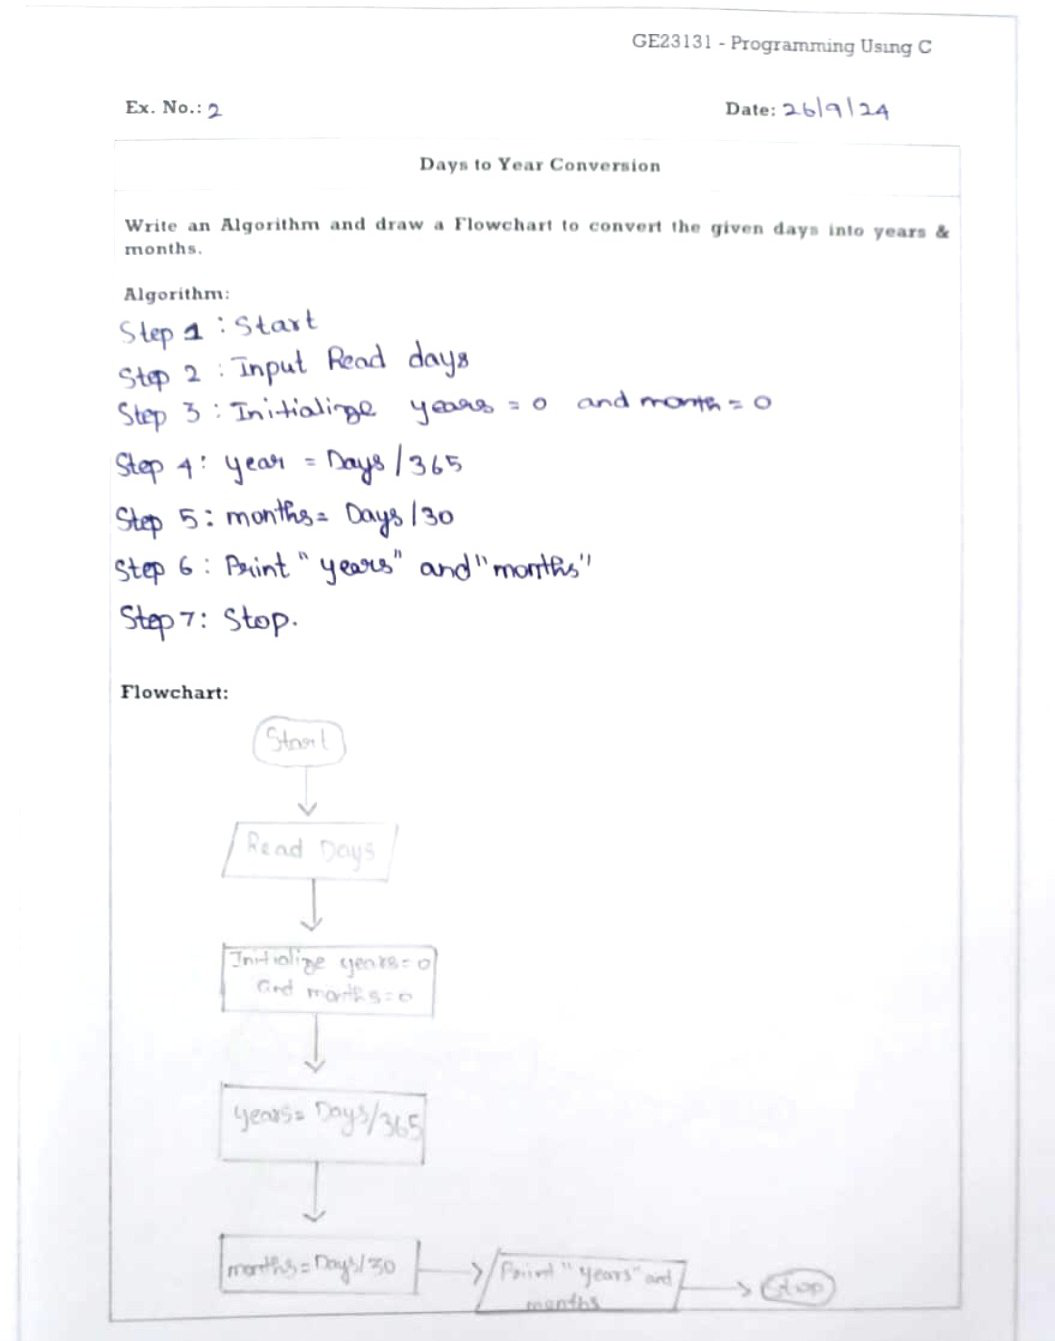 GE23131 - Programming Using C
Ex. No.: 2
Date: 26/9/24
Days to Year Conversion
Write an Algorithm and draw a Flowchart to convert the given days into years &
months.
Algorithm:
Step 1 : Start
Step 2 : Input Read days
Step 3 : Initialize years = 0 and month = 0
Step 4: year = Days / 365
Step 5: months = Days / 30
Step 6 : Print "years" and "months"
Step 7: Stop.
Flowchart:
Start
Read Days
Initialize years = 0
and months = 0
years = Days/365
months = Days/30
Print "years" and
months
Stop